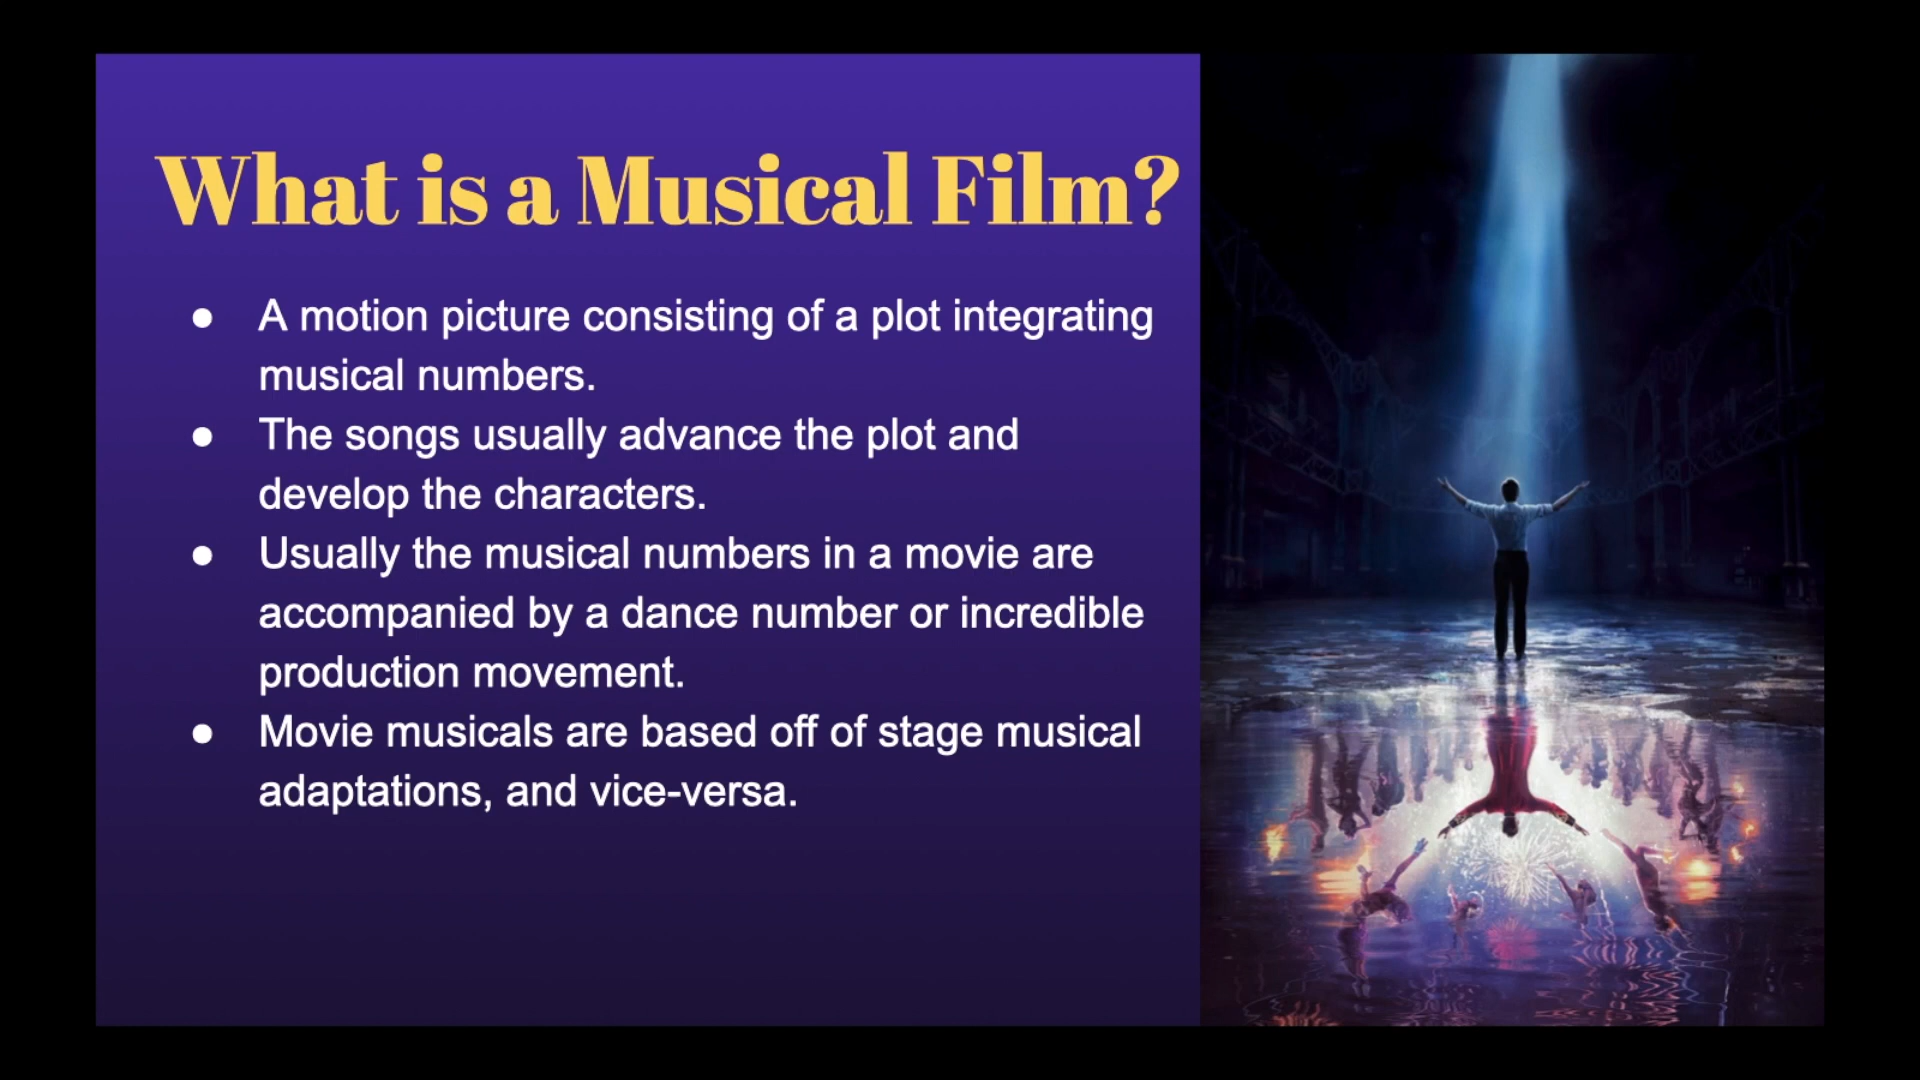 What is a Musical Film?
● A motion picture consisting of a plot integrating
musical numbers.
● The songs usually advance the plot and
develop the characters.
● Usually the musical numbers in a movie are
accompanied by a dance number or incredible
production movement.
● Movie musicals are based off of stage musical
adaptations, and vice-versa.